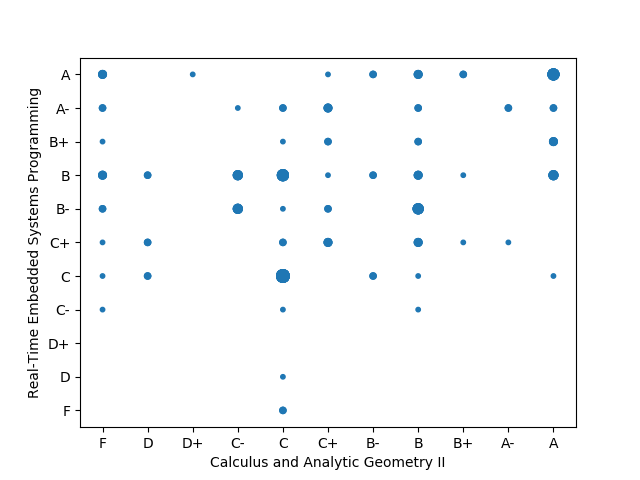 Real-Time Embedded Systems Programming
A
A-
B+
B
B-
C+
C
C-
D+
D
F
F D D+ C- C C+ B- B B+ A- A
Calculus and Analytic Geometry II